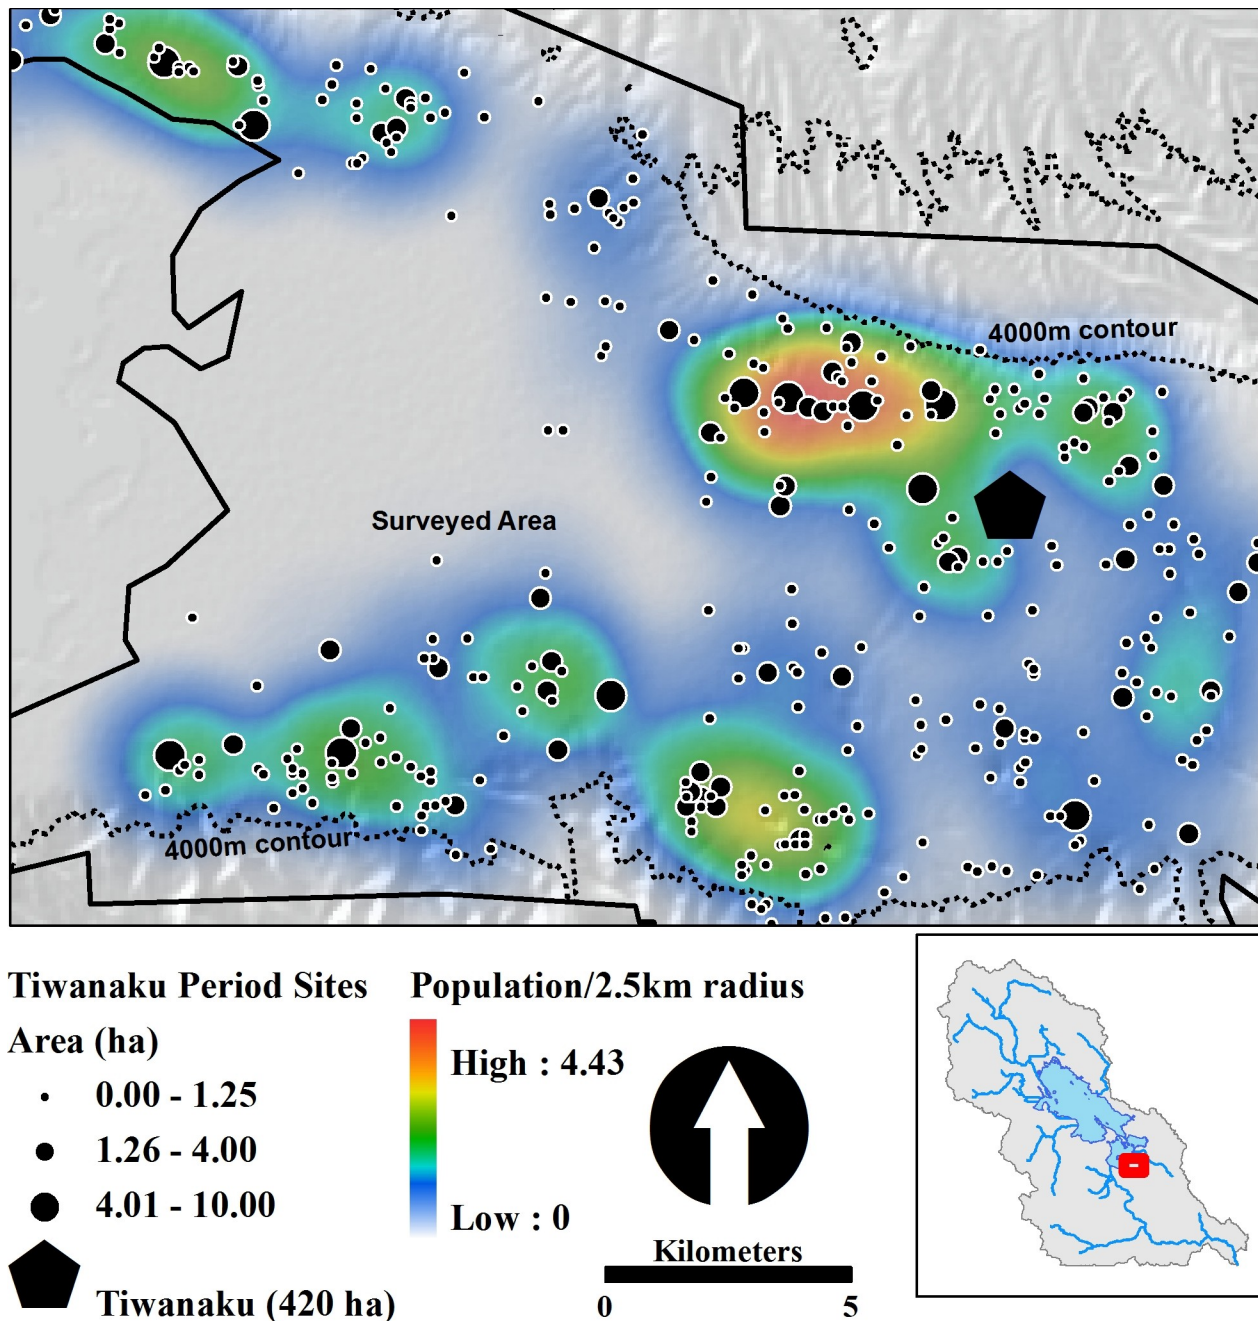 4000m contour
Surveyed Area
4000m contour
Tiwanaku Period Sites
Area (ha)
0.00 - 1.25
1.26 - 4.00
4.01 - 10.00
Tiwanaku (420 ha)
Population/2.5km radius
High : 4.43
Low : 0
Kilometers
0 5